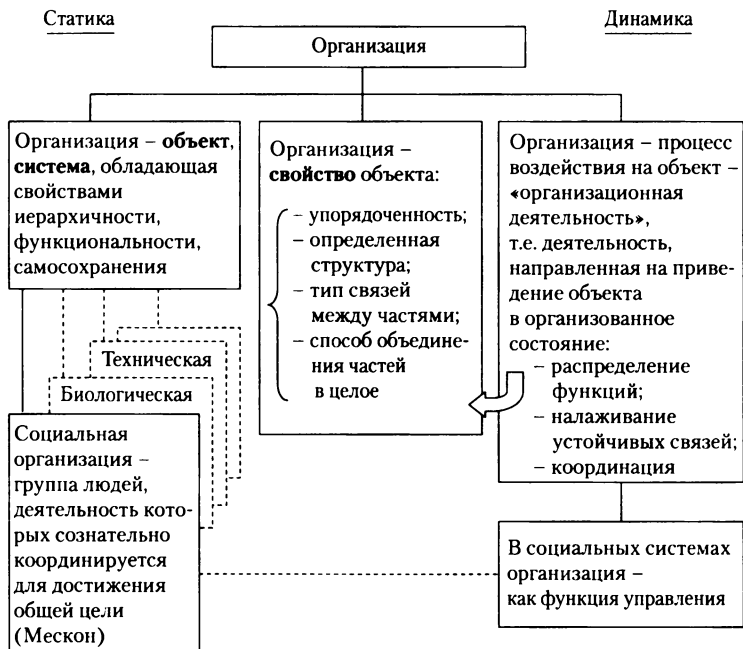 Статика
Динамика
Организация
Организация – объект,
система, обладающая
свойствами
иерархичности,
функциональности,
самосохранения
Организация –
свойство объекта:
– упорядоченность;
– определенная
структура;
– тип связей
между частями;
– способ объедине-
ния частей
в целое
Организация – процесс
воздействия на объект –
«организационная
деятельность»,
т.е. деятельность,
направленная на приве-
дение объекта
в организованное
состояние:
– распределение
функций;
– налаживание
устойчивых связей;
– координация
Техническая
Биологическая
Социальная
организация –
группа людей,
деятельность кото-
рых сознательно
координируется
для достижения
общей цели
(Мескон)
В социальных системах
организация –
как функция управления